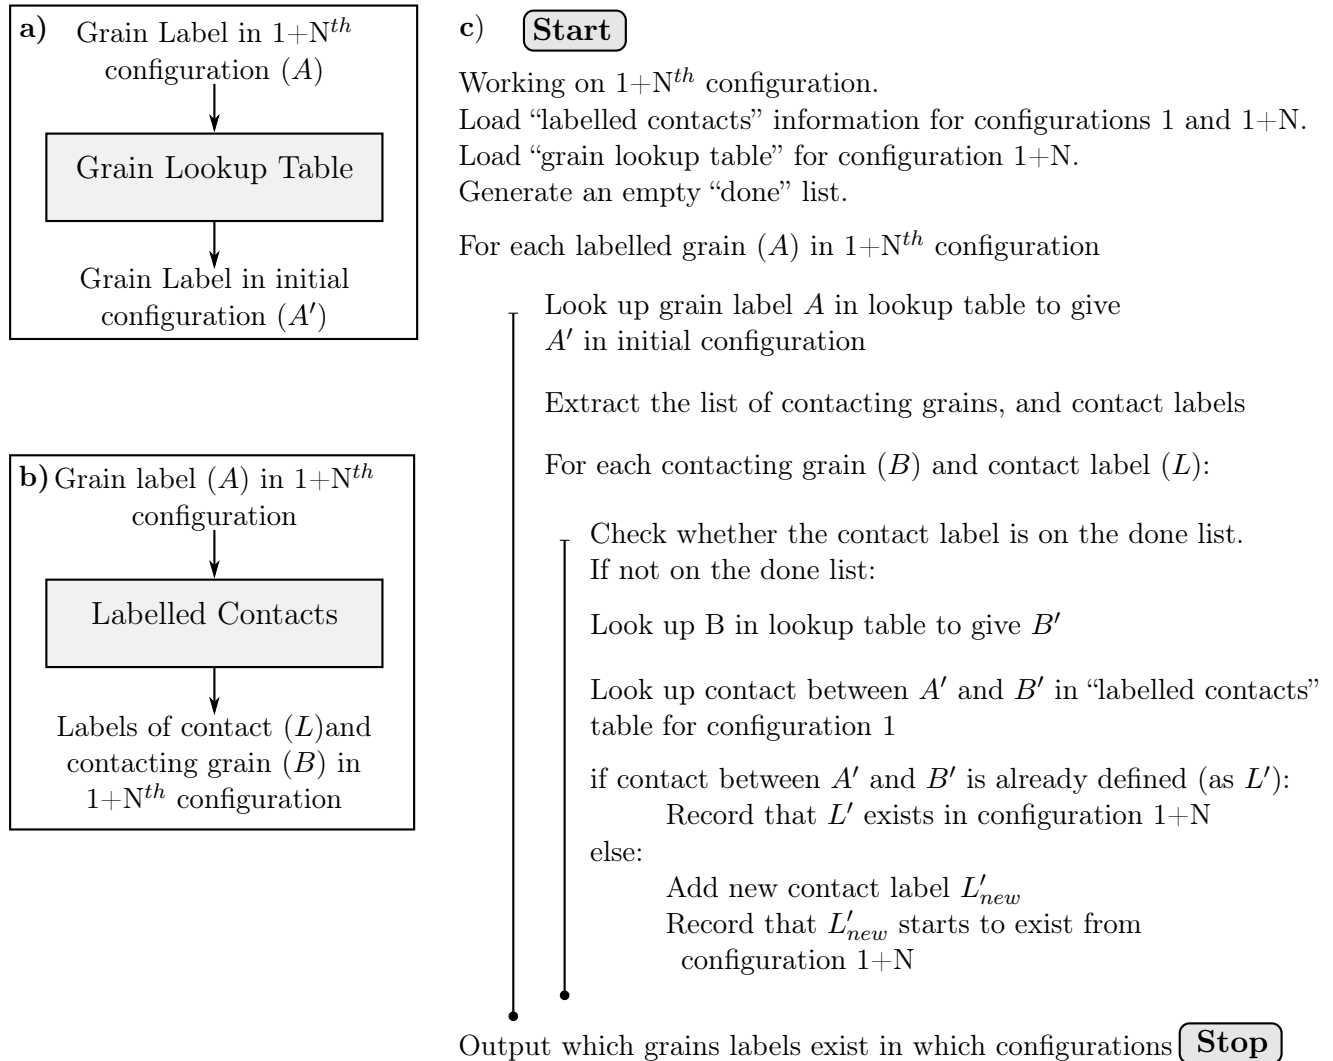 a) Grain Label in 1+N^th
configuration (A)
Grain Lookup Table
Grain Label in initial
configuration (A′)
b) Grain label (A) in 1+N^th
configuration
Labelled Contacts
Labels of contact (L)and
contacting grain (B) in
1+N^th configuration
c) Start
Working on 1+N^th configuration.
Load “labelled contacts” information for configurations 1 and 1+N.
Load “grain lookup table” for configuration 1+N.
Generate an empty “done” list.
For each labelled grain (A) in 1+N^th configuration
Look up grain label A in lookup table to give
A′ in initial configuration
Extract the list of contacting grains, and contact labels
For each contacting grain (B) and contact label (L):
Check whether the contact label is on the done list.
If not on the done list:
Look up B in lookup table to give B′
Look up contact between A′ and B′ in “labelled contacts”
table for configuration 1
if contact between A′ and B′ is already defined (as L′):
Record that L′ exists in configuration 1+N
else:
Add new contact label L′_new
Record that L′_new starts to exist from
configuration 1+N
Output which grains labels exist in which configurations Stop